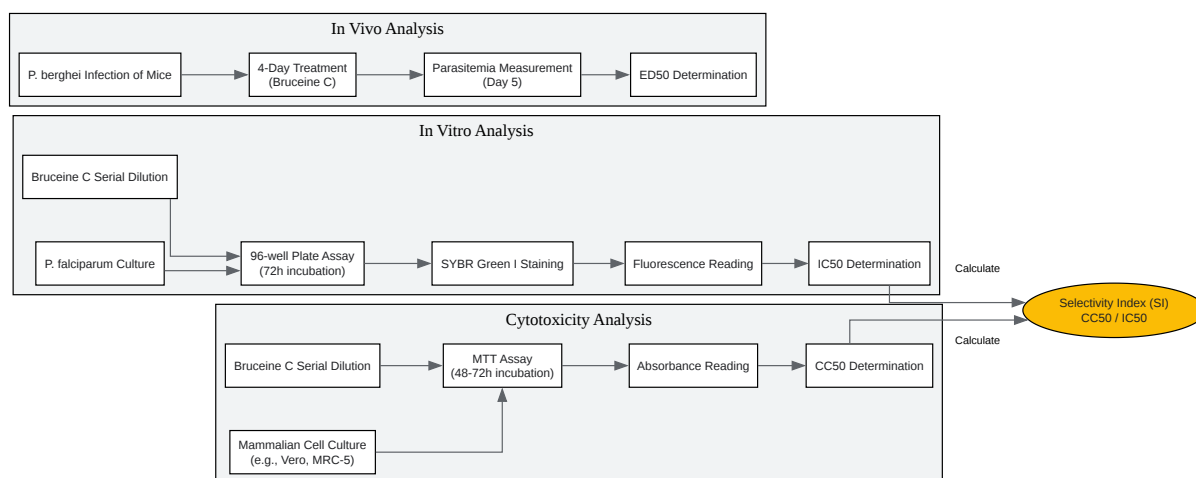 In Vivo Analysis
P. berghei Infection of Mice
4-Day Treatment
(Bruceine C)
Parasitemia Measurement
(Day 5)
ED50 Determination
In Vitro Analysis
Bruceine C Serial Dilution
P. falciparum Culture
96-well Plate Assay
(72h incubation)
SYBR Green I Staining
Fluorescence Reading
IC50 Determination
Calculate
Selectivity Index (SI)
CC50 / IC50
Calculate
Cytotoxicity Analysis
Bruceine C Serial Dilution
MTT Assay
(48-72h incubation)
Absorbance Reading
CC50 Determination
Mammalian Cell Culture
(e.g., Vero, MRC-5)